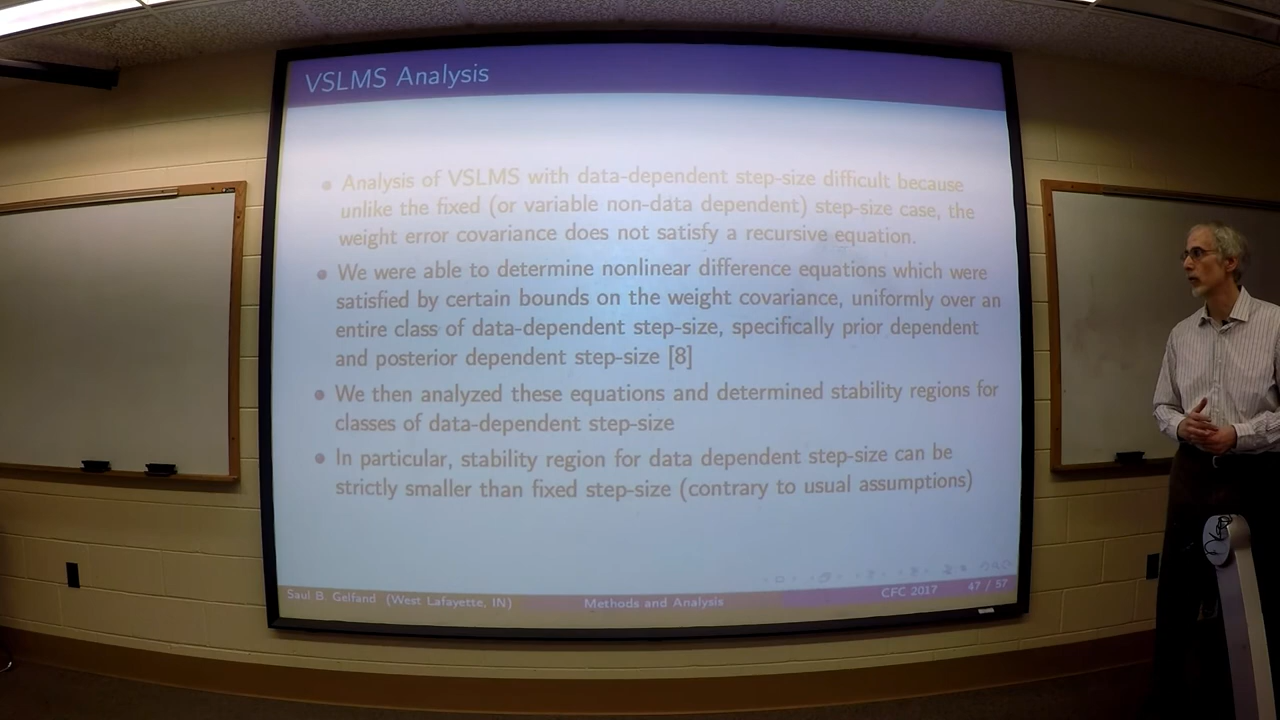 VSLMS Analysis
Analysis of VSLMS with data-dependent step-size difficult because
unlike the fixed (or variable non-data dependent) step-size case, the
weight error covariance does not satisfy a recursive equation.
We were able to determine nonlinear difference equations which were
satisfied by certain bounds on the weight covariance, uniformly over an
entire class of data-dependent step-size, specifically prior dependent
and posterior dependent step-size [8]
We then analyzed these equations and determined stability regions for
classes of data-dependent step-size
In particular, stability region for data dependent step-size can be
strictly smaller than fixed step-size (contrary to usual assumptions)
Saul B. Gelfand (West Lafayette, IN) Methods and Analysis CFC 2017 47 / 57